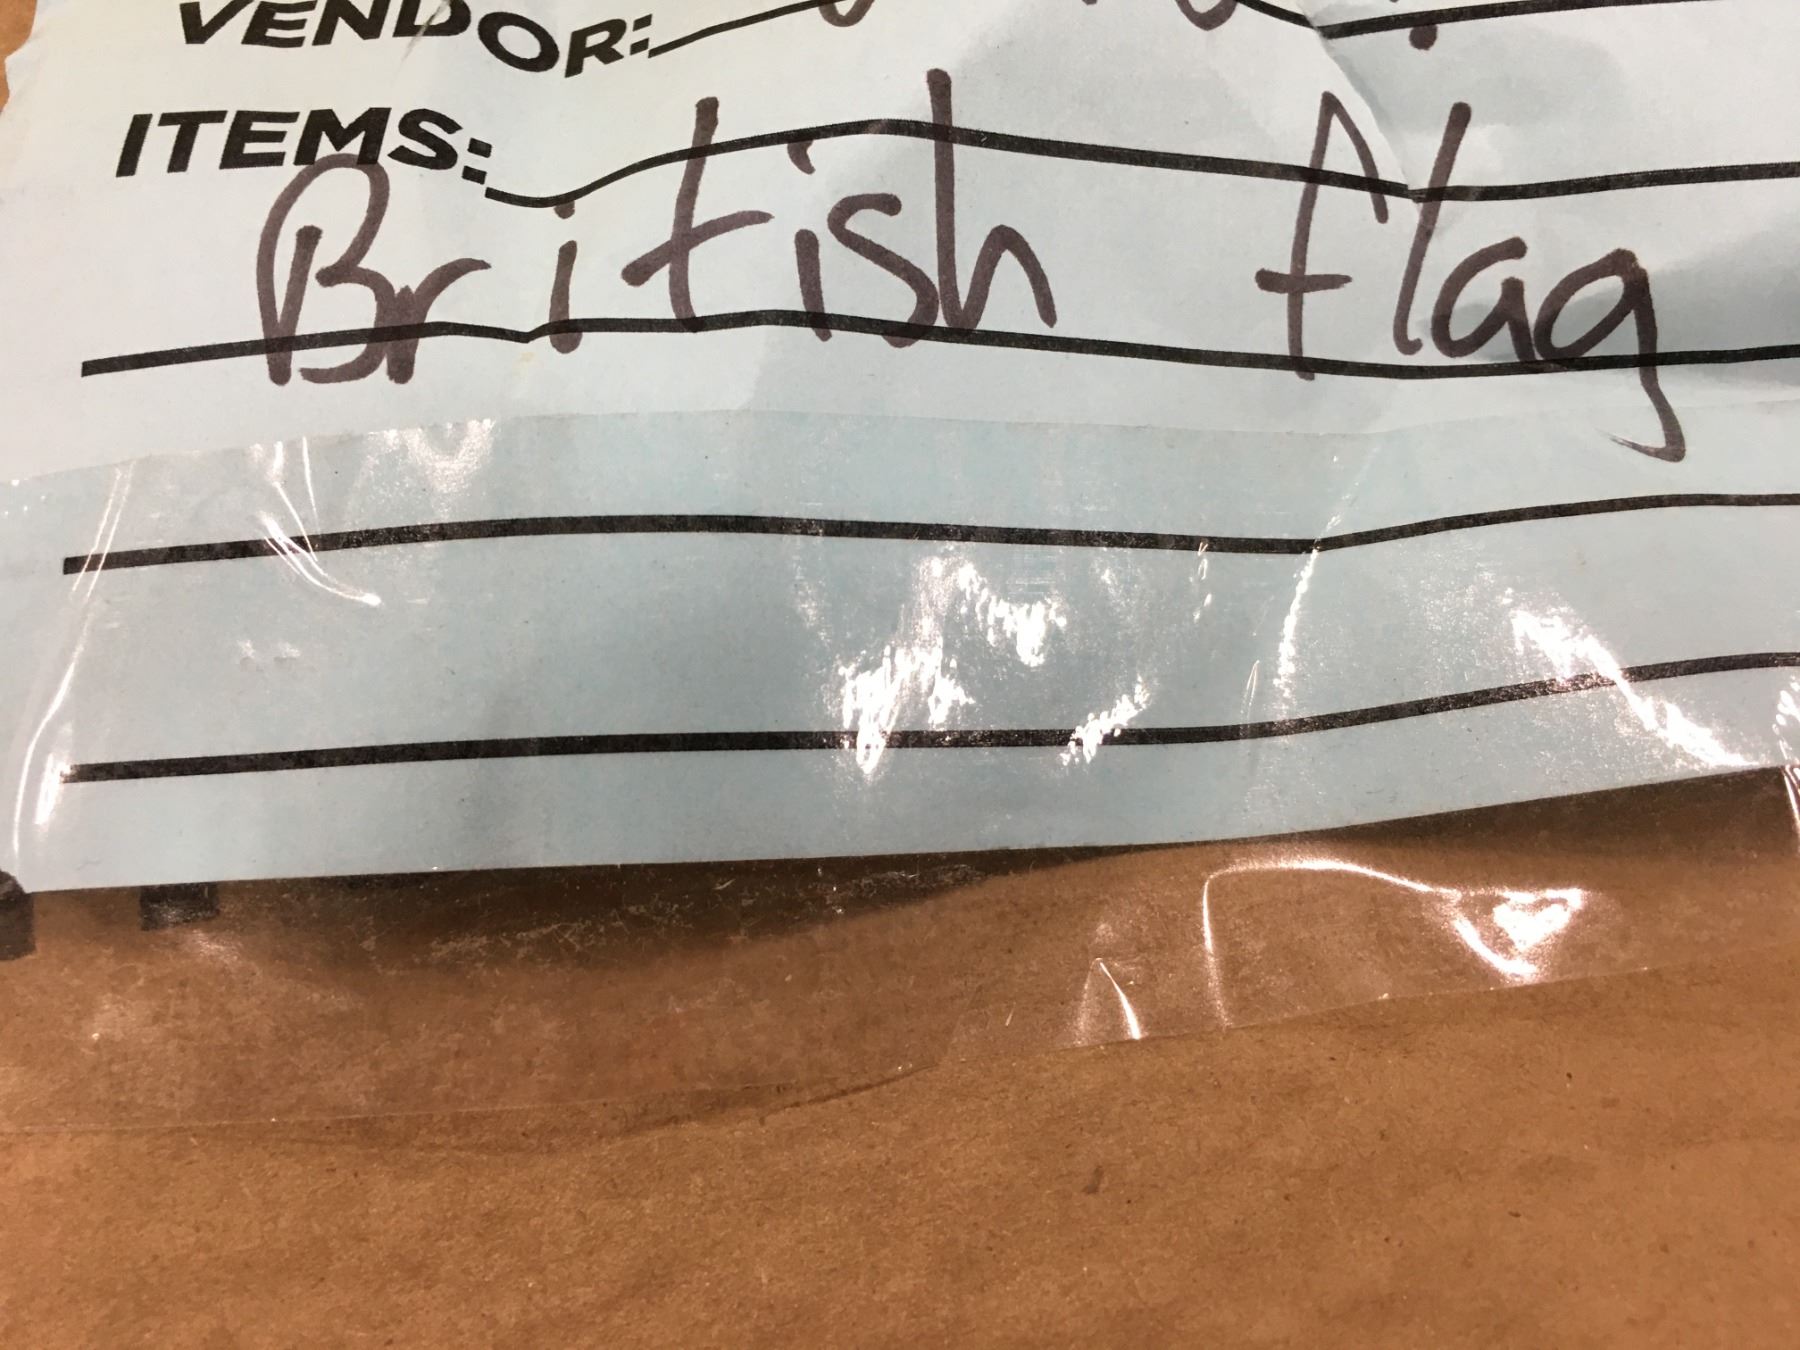 VENDOR:
ITEMS:
British flag